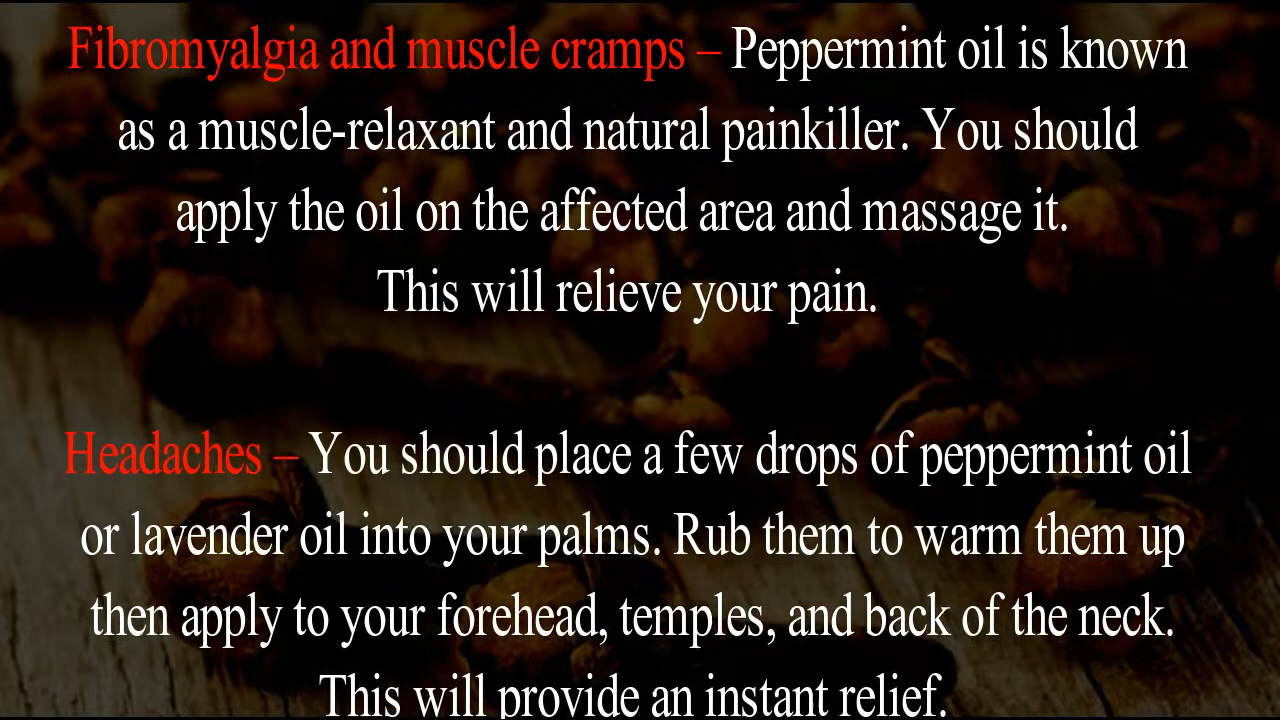 Fibromyalgia and muscle cramps – Peppermint oil is known
as a muscle-relaxant and natural painkiller. You should
apply the oil on the affected area and massage it.
This will relieve your pain.
Headaches – You should place a few drops of peppermint oil
or lavender oil into your palms. Rub them to warm them up
then apply to your forehead, temples, and back of the neck.
This will provide an instant relief.